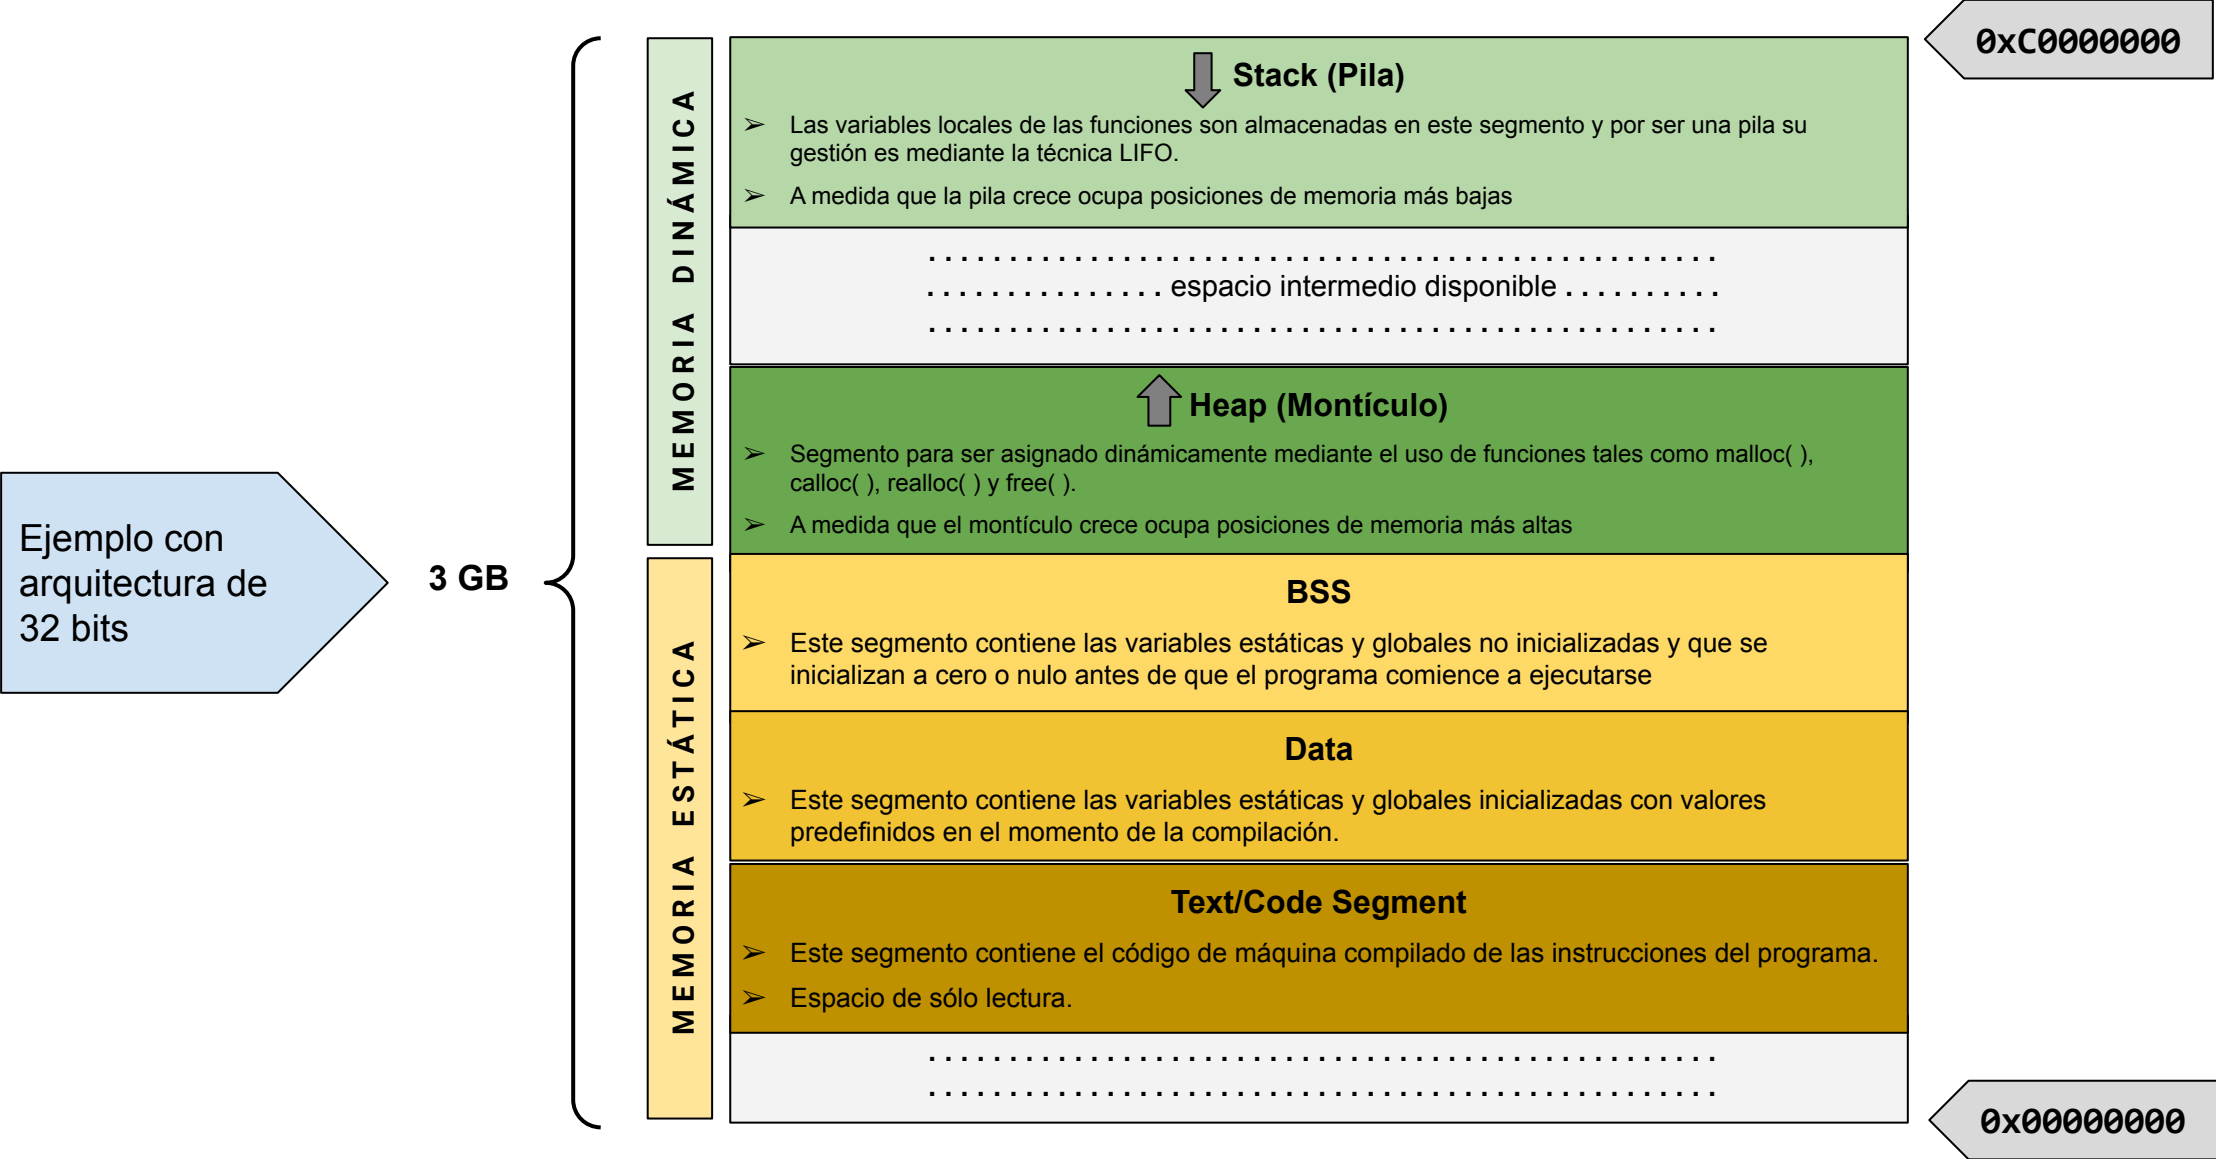 0xC0000000
Stack (Pila)
➢ Las variables locales de las funciones son almacenadas en este segmento y por ser una pila su
gestión es mediante la técnica LIFO.
➢ A medida que la pila crece ocupa posiciones de memoria más bajas
. . . . . . . . . . . . . . . . . . . . . . . . . . . . . . . . . . . . . . . . . . . . . . . . .
. . . . . . . . . . . . . . . espacio intermedio disponible . . . . . . . . . .
. . . . . . . . . . . . . . . . . . . . . . . . . . . . . . . . . . . . . . . . . . . . . . . . .
MEMORIA DINÁMICA
Heap (Montículo)
➢ Segmento para ser asignado dinámicamente mediante el uso de funciones tales como malloc( ),
calloc( ), realloc( ) y free( ).
➢ A medida que el montículo crece ocupa posiciones de memoria más altas
Ejemplo con
arquitectura de
32 bits
3 GB
BSS
➢ Este segmento contiene las variables estáticas y globales no inicializadas y que se
inicializan a cero o nulo antes de que el programa comience a ejecutarse
MEMORIA ESTÁTICA
Data
➢ Este segmento contiene las variables estáticas y globales inicializadas con valores
predefinidos en el momento de la compilación.
Text/Code Segment
➢ Este segmento contiene el código de máquina compilado de las instrucciones del programa.
➢ Espacio de sólo lectura.
. . . . . . . . . . . . . . . . . . . . . . . . . . . . . . . . . . . . . . . . . . . . . . . . .
. . . . . . . . . . . . . . . . . . . . . . . . . . . . . . . . . . . . . . . . . . . . . . . . .
0x00000000